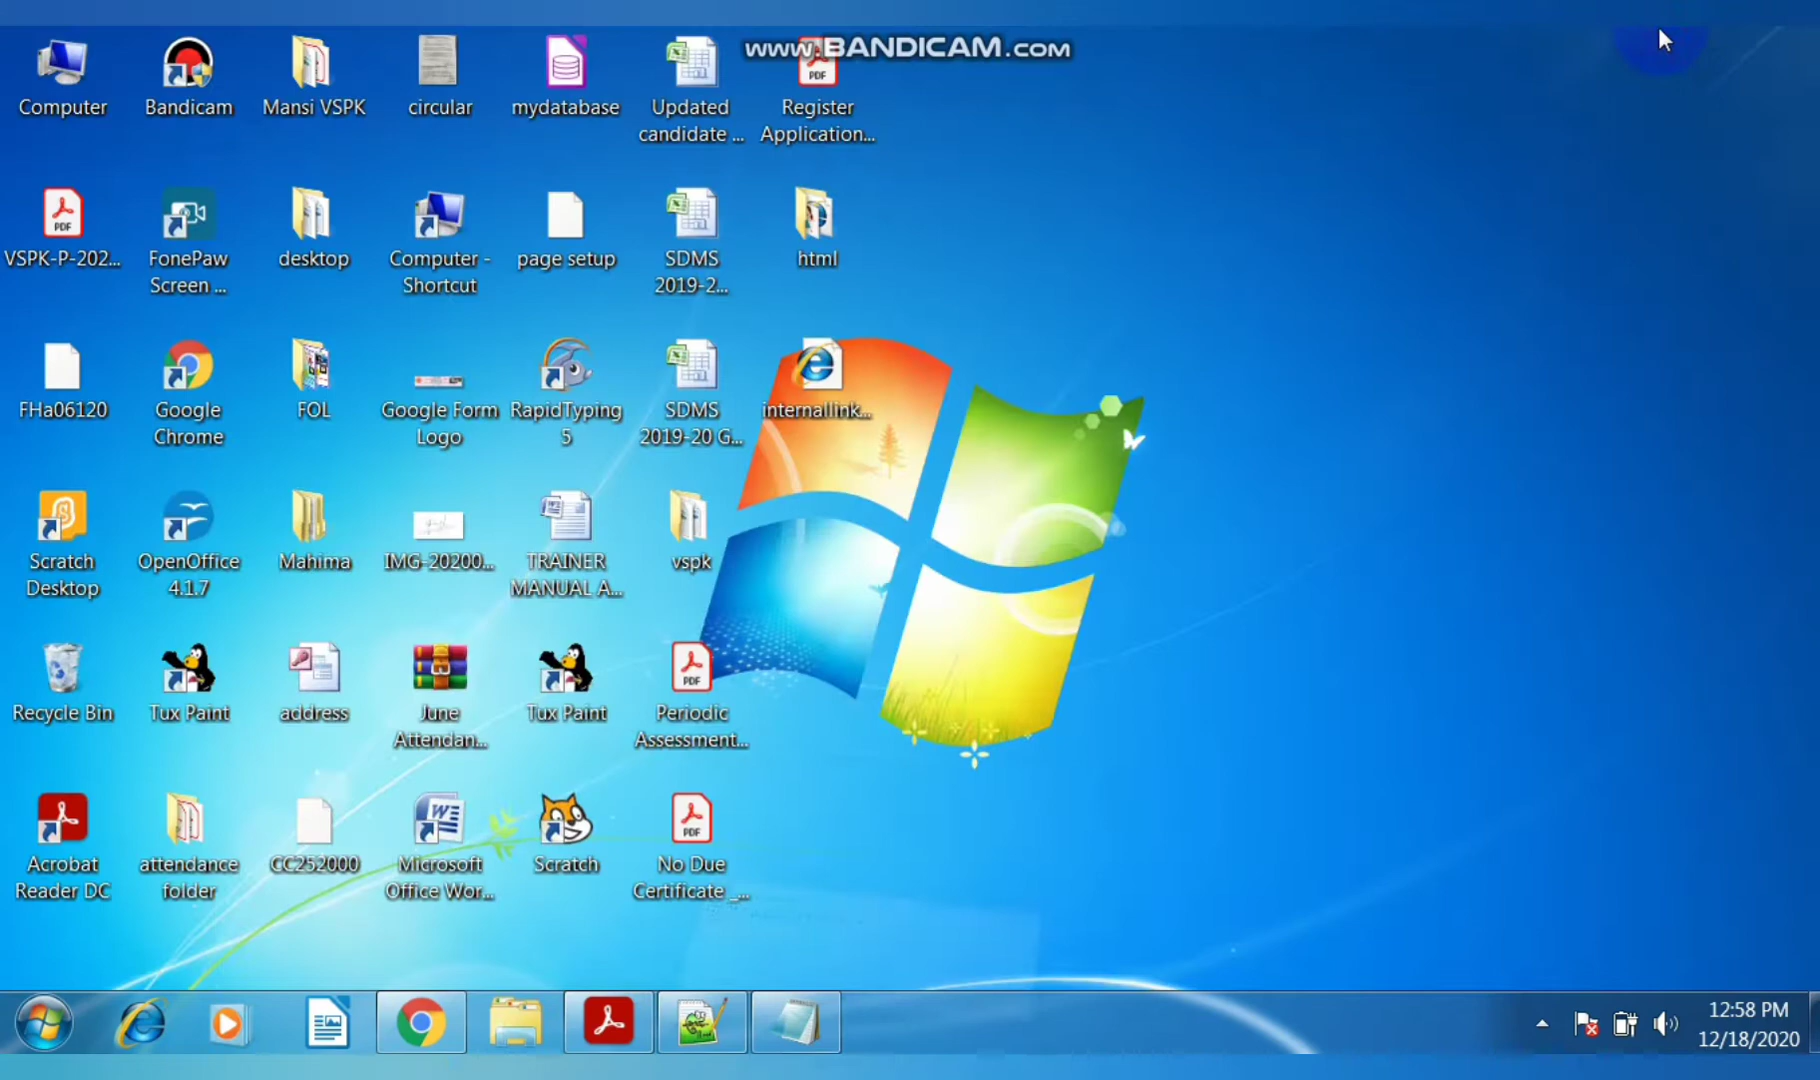 www.BANDICAM.com
Computer
Bandicam
Mansi VSPK
circular
mydatabase
Updated
candidate ...
PDF
Register
Application...
PDF
VSPK-P-202...
FonePaw
Screen ...
desktop
Computer -
Shortcut
page setup
SDMS
2019-2...
html
FHa06120
Google
Chrome
FOL
Google Form
Logo
RapidTyping
5
SDMS
2019-20 G...
internallink...
Scratch
Desktop
OpenOffice
4.1.7
Mahima
IMG-20200...
TRAINER
MANUAL A...
vspk
Recycle Bin
Tux Paint
address
June
Attendan...
Tux Paint
PDF
Periodic
Assessment...
Acrobat
Reader DC
attendance
folder
CC252000
Microsoft
Office Wor...
Scratch
PDF
No Due
Certificate _...
12:58 PM
12/18/2020